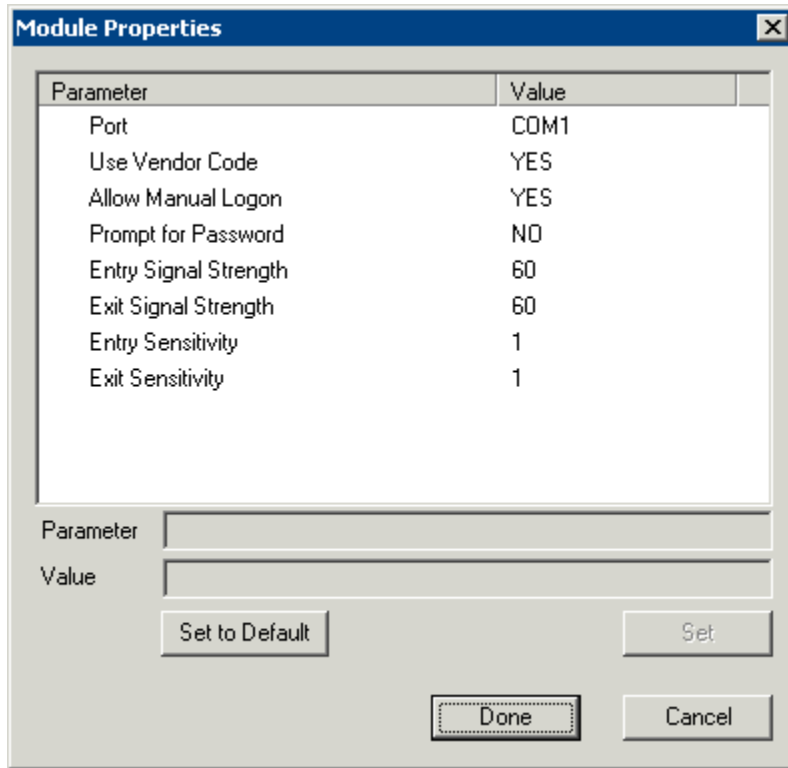 Module Properties
Parameter Value
Port COM1
Use Vendor Code YES
Allow Manual Logon YES
Prompt for Password NO
Entry Signal Strength 60
Exit Signal Strength 60
Entry Sensitivity 1
Exit Sensitivity 1
Parameter
Value
Set to Default Set
Done Cancel